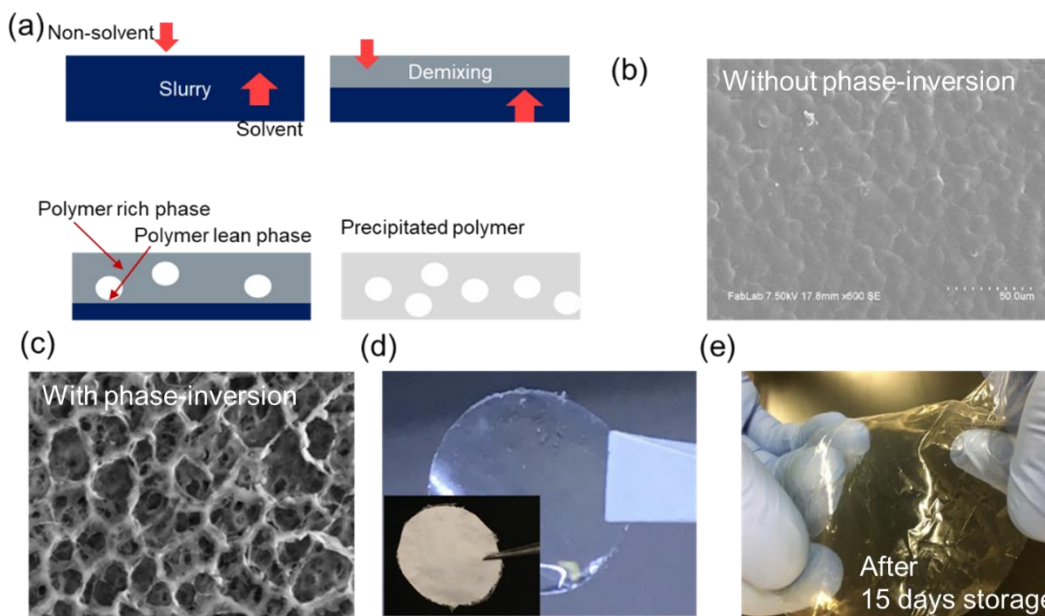 (a)
Non-solvent
Slurry
Solvent
Demixing
Polymer rich phase
Polymer lean phase
Precipitated polymer
(b)
Without phase-inversion
FabLab 7.50kV 17.8mm x600 SE
50.0um
(c)
With phase-inversion
(d)
(e)
After
15 days storage